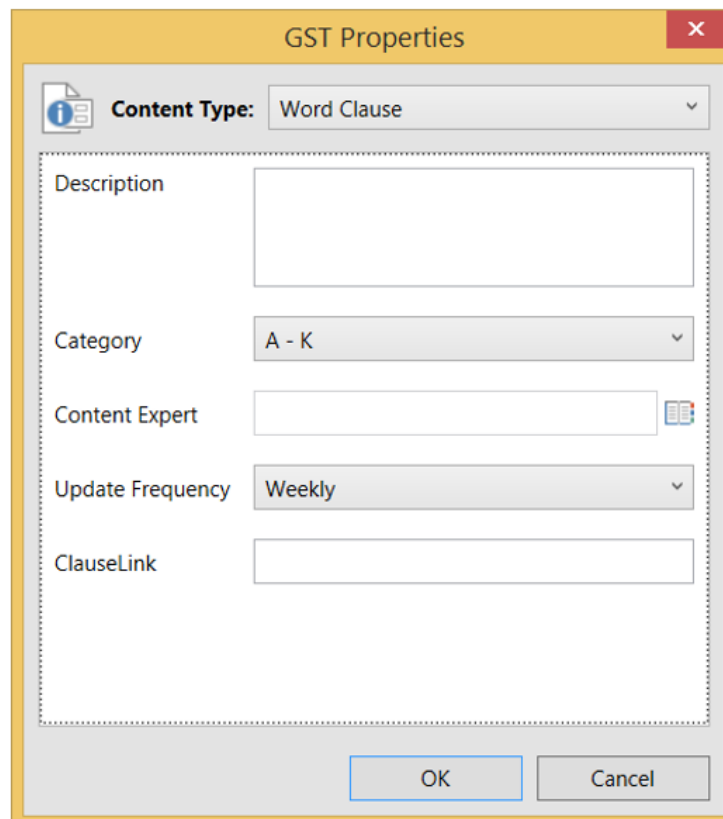 GST Properties
Content Type: Word Clause
Description
Category A - K
Content Expert
Update Frequency Weekly
ClauseLink
OK Cancel